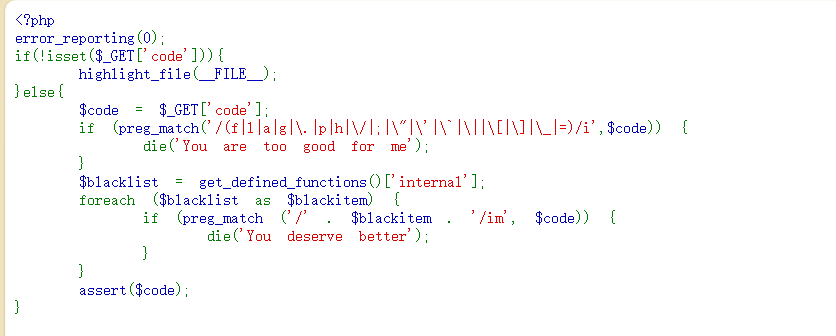 <?php
error_reporting(0);
if(!isset($_GET['code'])){
        highlight_file(__FILE__);
}else{
        $code = $_GET['code'];
        if (preg_match('/(f|l|a|g|\.|p|h|\/|;|\"|\'|\`|\||\[|\]|\_|=)/i',$code)) {
                die('You are too good for me');
        }
        $blacklist = get_defined_functions()['internal'];
        foreach ($blacklist as $blackitem) {
                if (preg_match ('/' . $blackitem . '/im', $code)) {
                        die('You deserve better');
                }
        }
        assert($code);
}